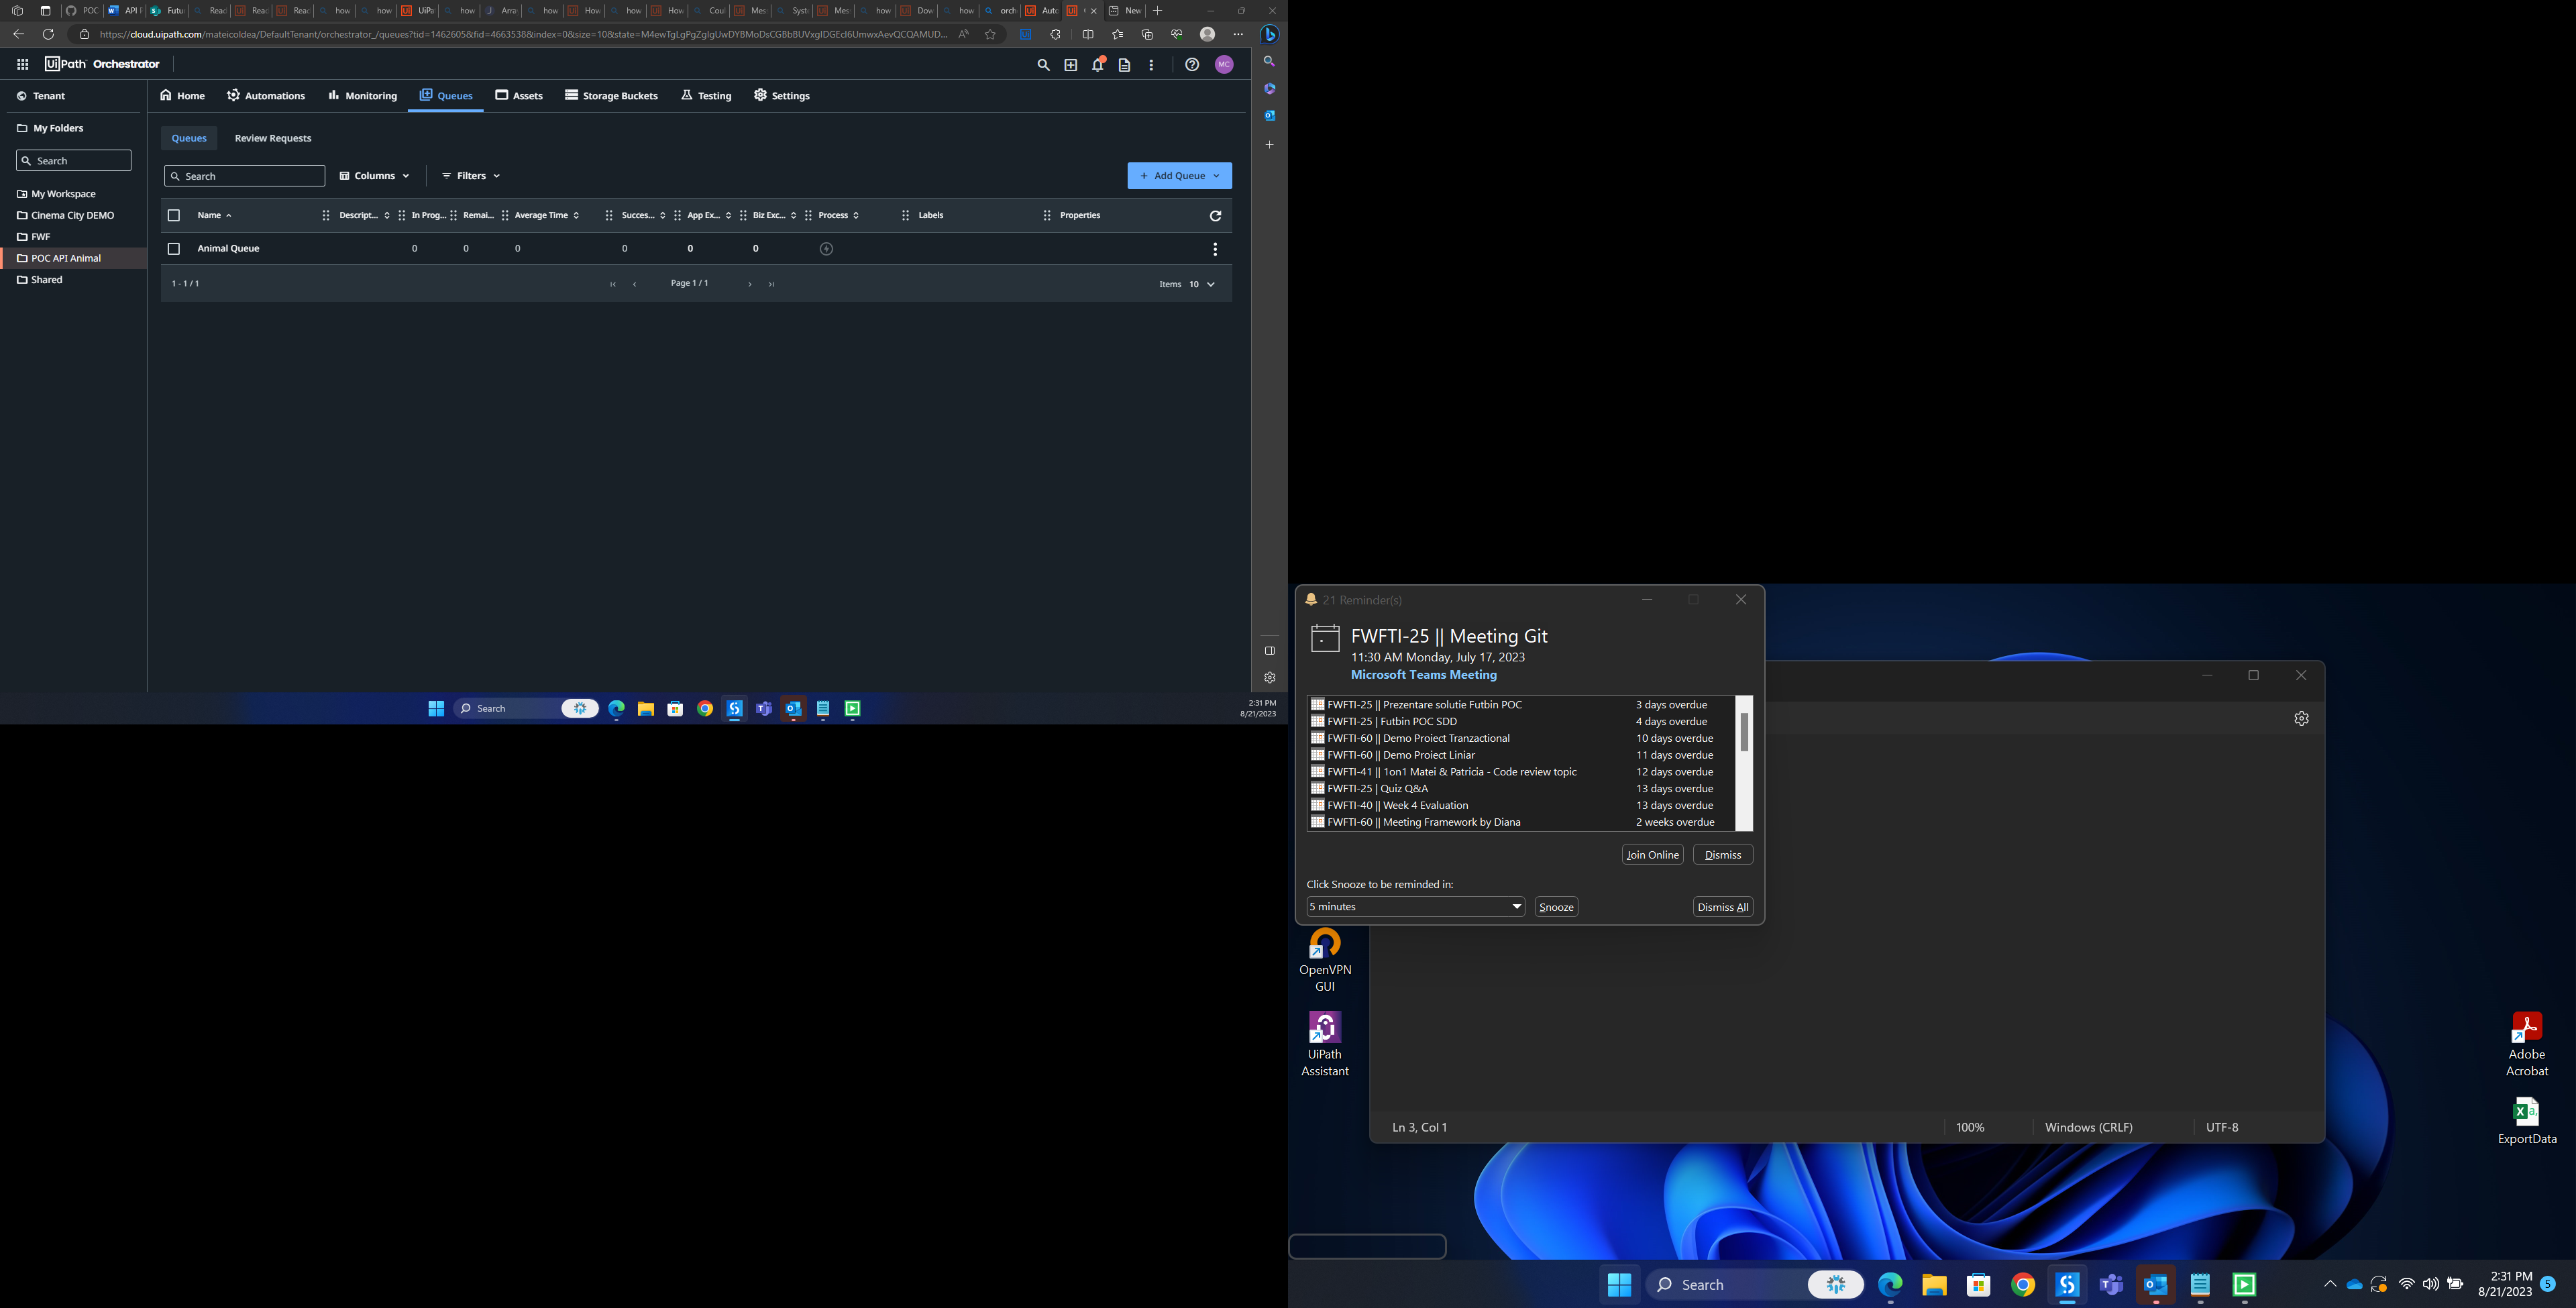 POC
API
Futu
Read
Reac
Reac
how
how
UiPa
how
Arra
how
How
how
How
Cou
Mes
Syst
Mes
how
Dow
how
orch
Auto
New
https://cloud.uipath.com/mateicoldea/DefaultTenant/orchestrator_/queues?tid=1462605&fid=4663538&index=0&size=10&state=
UiPath Orchestrator
MC
Tenant
Home Automations Monitoring Queues Assets Storage Buckets Testing Settings
My Folders
Search
My Workspace
Cinema City DEMO
FWF
POC API Animal
Shared
Queues Review Requests
Search Columns Filters + Add Queue
Name Descript... In Prog... Remai... Average Time Succes... App Ex... Biz Exc... Process Labels Properties
Animal Queue 0 0 0 0 0 0
1 - 1 / 1 Page 1 / 1 Items 10
Search
2:31 PM
8/21/2023
21 Reminder(s)
FWFTI-25 || Meeting Git
11:30 AM Monday, July 17, 2023
Microsoft Teams Meeting
FWFTI-25 || Prezentare solutie Futbin POC 3 days overdue
FWFTI-25 | Futbin POC SDD 4 days overdue
FWFTI-60 || Demo Proiect Tranzactional 10 days overdue
FWFTI-60 || Demo Proiect Liniar 11 days overdue
FWFTI-41 || 1on1 Matei & Patricia - Code review topic 12 days overdue
FWFTI-25 | Quiz Q&A 13 days overdue
FWFTI-40 || Week 4 Evaluation 13 days overdue
FWFTI-60 || Meeting Framework by Diana 2 weeks overdue
Join Online Dismiss
Click Snooze to be reminded in:
5 minutes Snooze Dismiss All
OpenVPN
GUI
UiPath
Assistant
Adobe
Acrobat
ExportData
Ln 3, Col 1 100% Windows (CRLF) UTF-8
Search
2:31 PM
8/21/2023
5